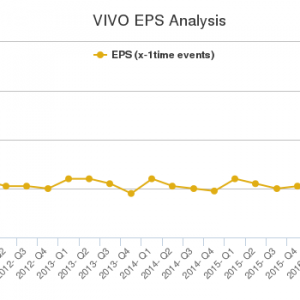 VIVO EPS Analysis
EPS (x-1time events)
2012- Q3
2012- Q4
2013- Q1
2013- Q2
2013- Q3
2013- Q4
2014- Q1
2014- Q2
2014- Q3
2014- Q4
2015- Q1
2015- Q2
2015- Q3
2015- Q4